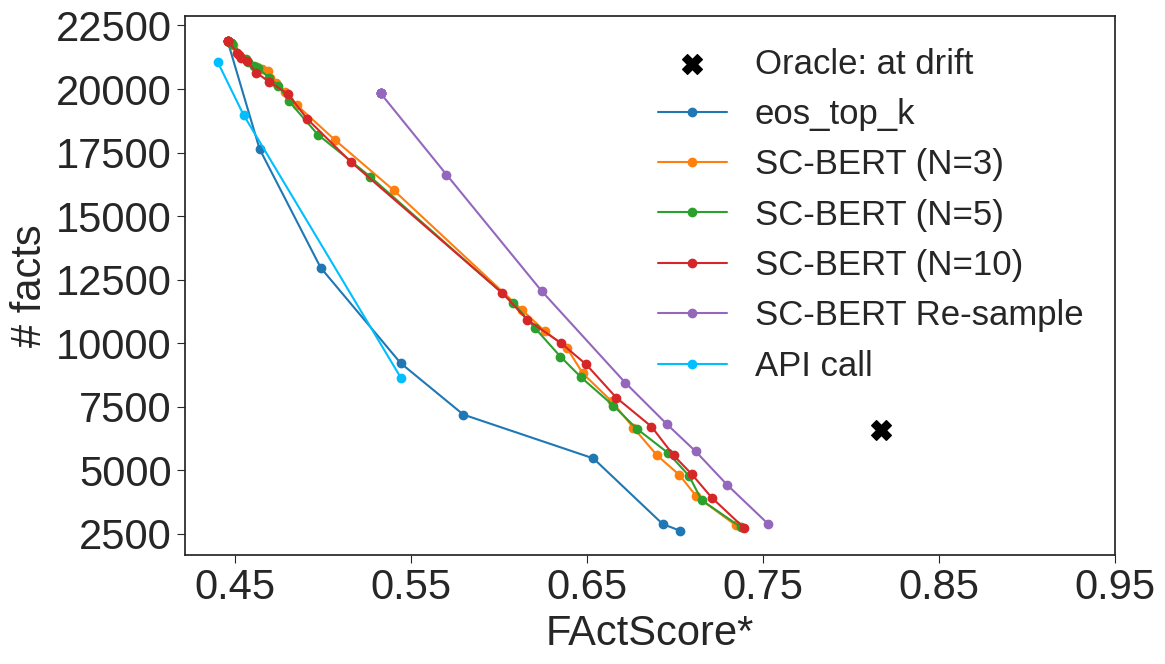 22500
20000
17500
15000
12500
10000
7500
5000
2500
# facts
Oracle: at drift
eos_top_k
SC-BERT (N=3)
SC-BERT (N=5)
SC-BERT (N=10)
SC-BERT Re-sample
API call
0.45 0.55 0.65 0.75 0.85 0.95
FActScore*